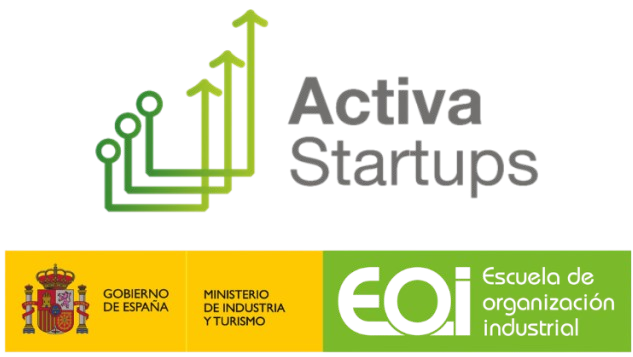 Activa
Startups
GOBIERNO
DE ESPAÑA
MINISTERIO
DE INDUSTRIA
Y TURISMO
EOi
Escuela de
organización
industrial